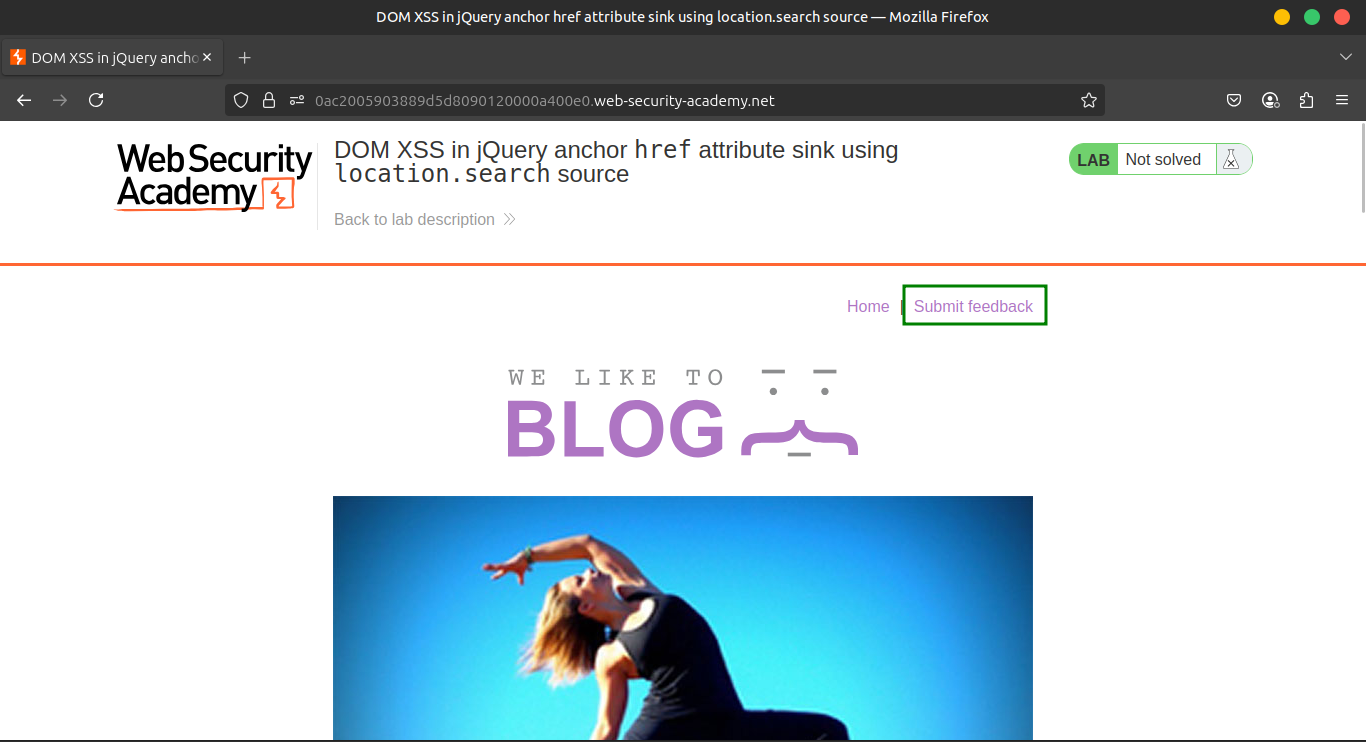 DOM XSS in jQuery anchor href attribute sink using location.search source — Mozilla Firefox
DOM XSS in jQuery ancho
0ac2005903889d5d8090120000a400e0.web-security-academy.net
Web Security
Academy
DOM XSS in jQuery anchor href attribute sink using
location.search source
LAB Not solved
Back to lab description
Home | Submit feedback
WE LIKE TO
BLOG